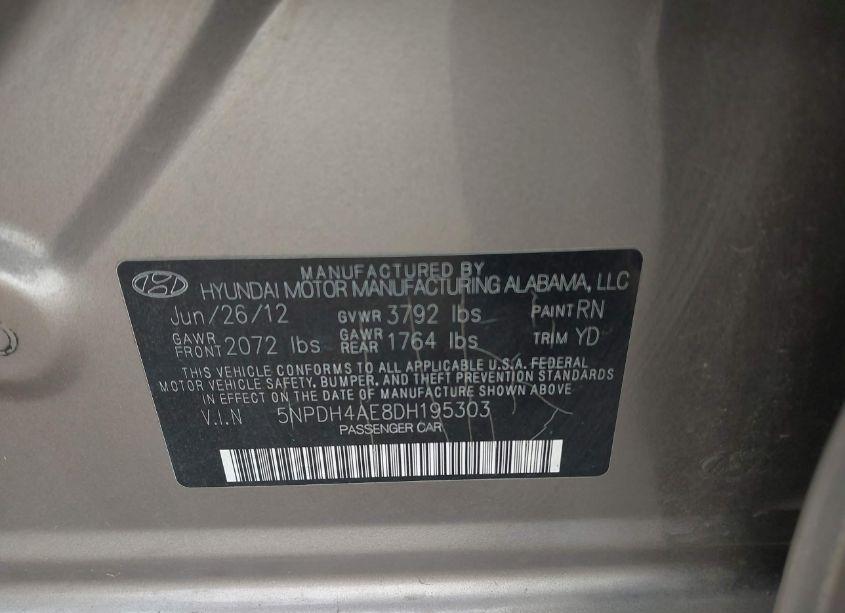 MANUFACTURED BY
HYUNDAI MOTOR MANUFACTURING ALABAMA, LLC
Jun/26/12 GVWR 3792 lbs PAINT RN
GAWR FRONT 2072 lbs GAWR REAR 1764 lbs TRIM YD
THIS VEHICLE CONFORMS TO ALL APPLICABLE U.S.A. FEDERAL
MOTOR VEHICLE SAFETY, BUMPER, AND THEFT PREVENTION STANDARDS
IN EFFECT ON THE DATE OF MANUFACTURE SHOWN ABOVE
V.I.N 5NPDH4AE8DH195303
PASSENGER CAR